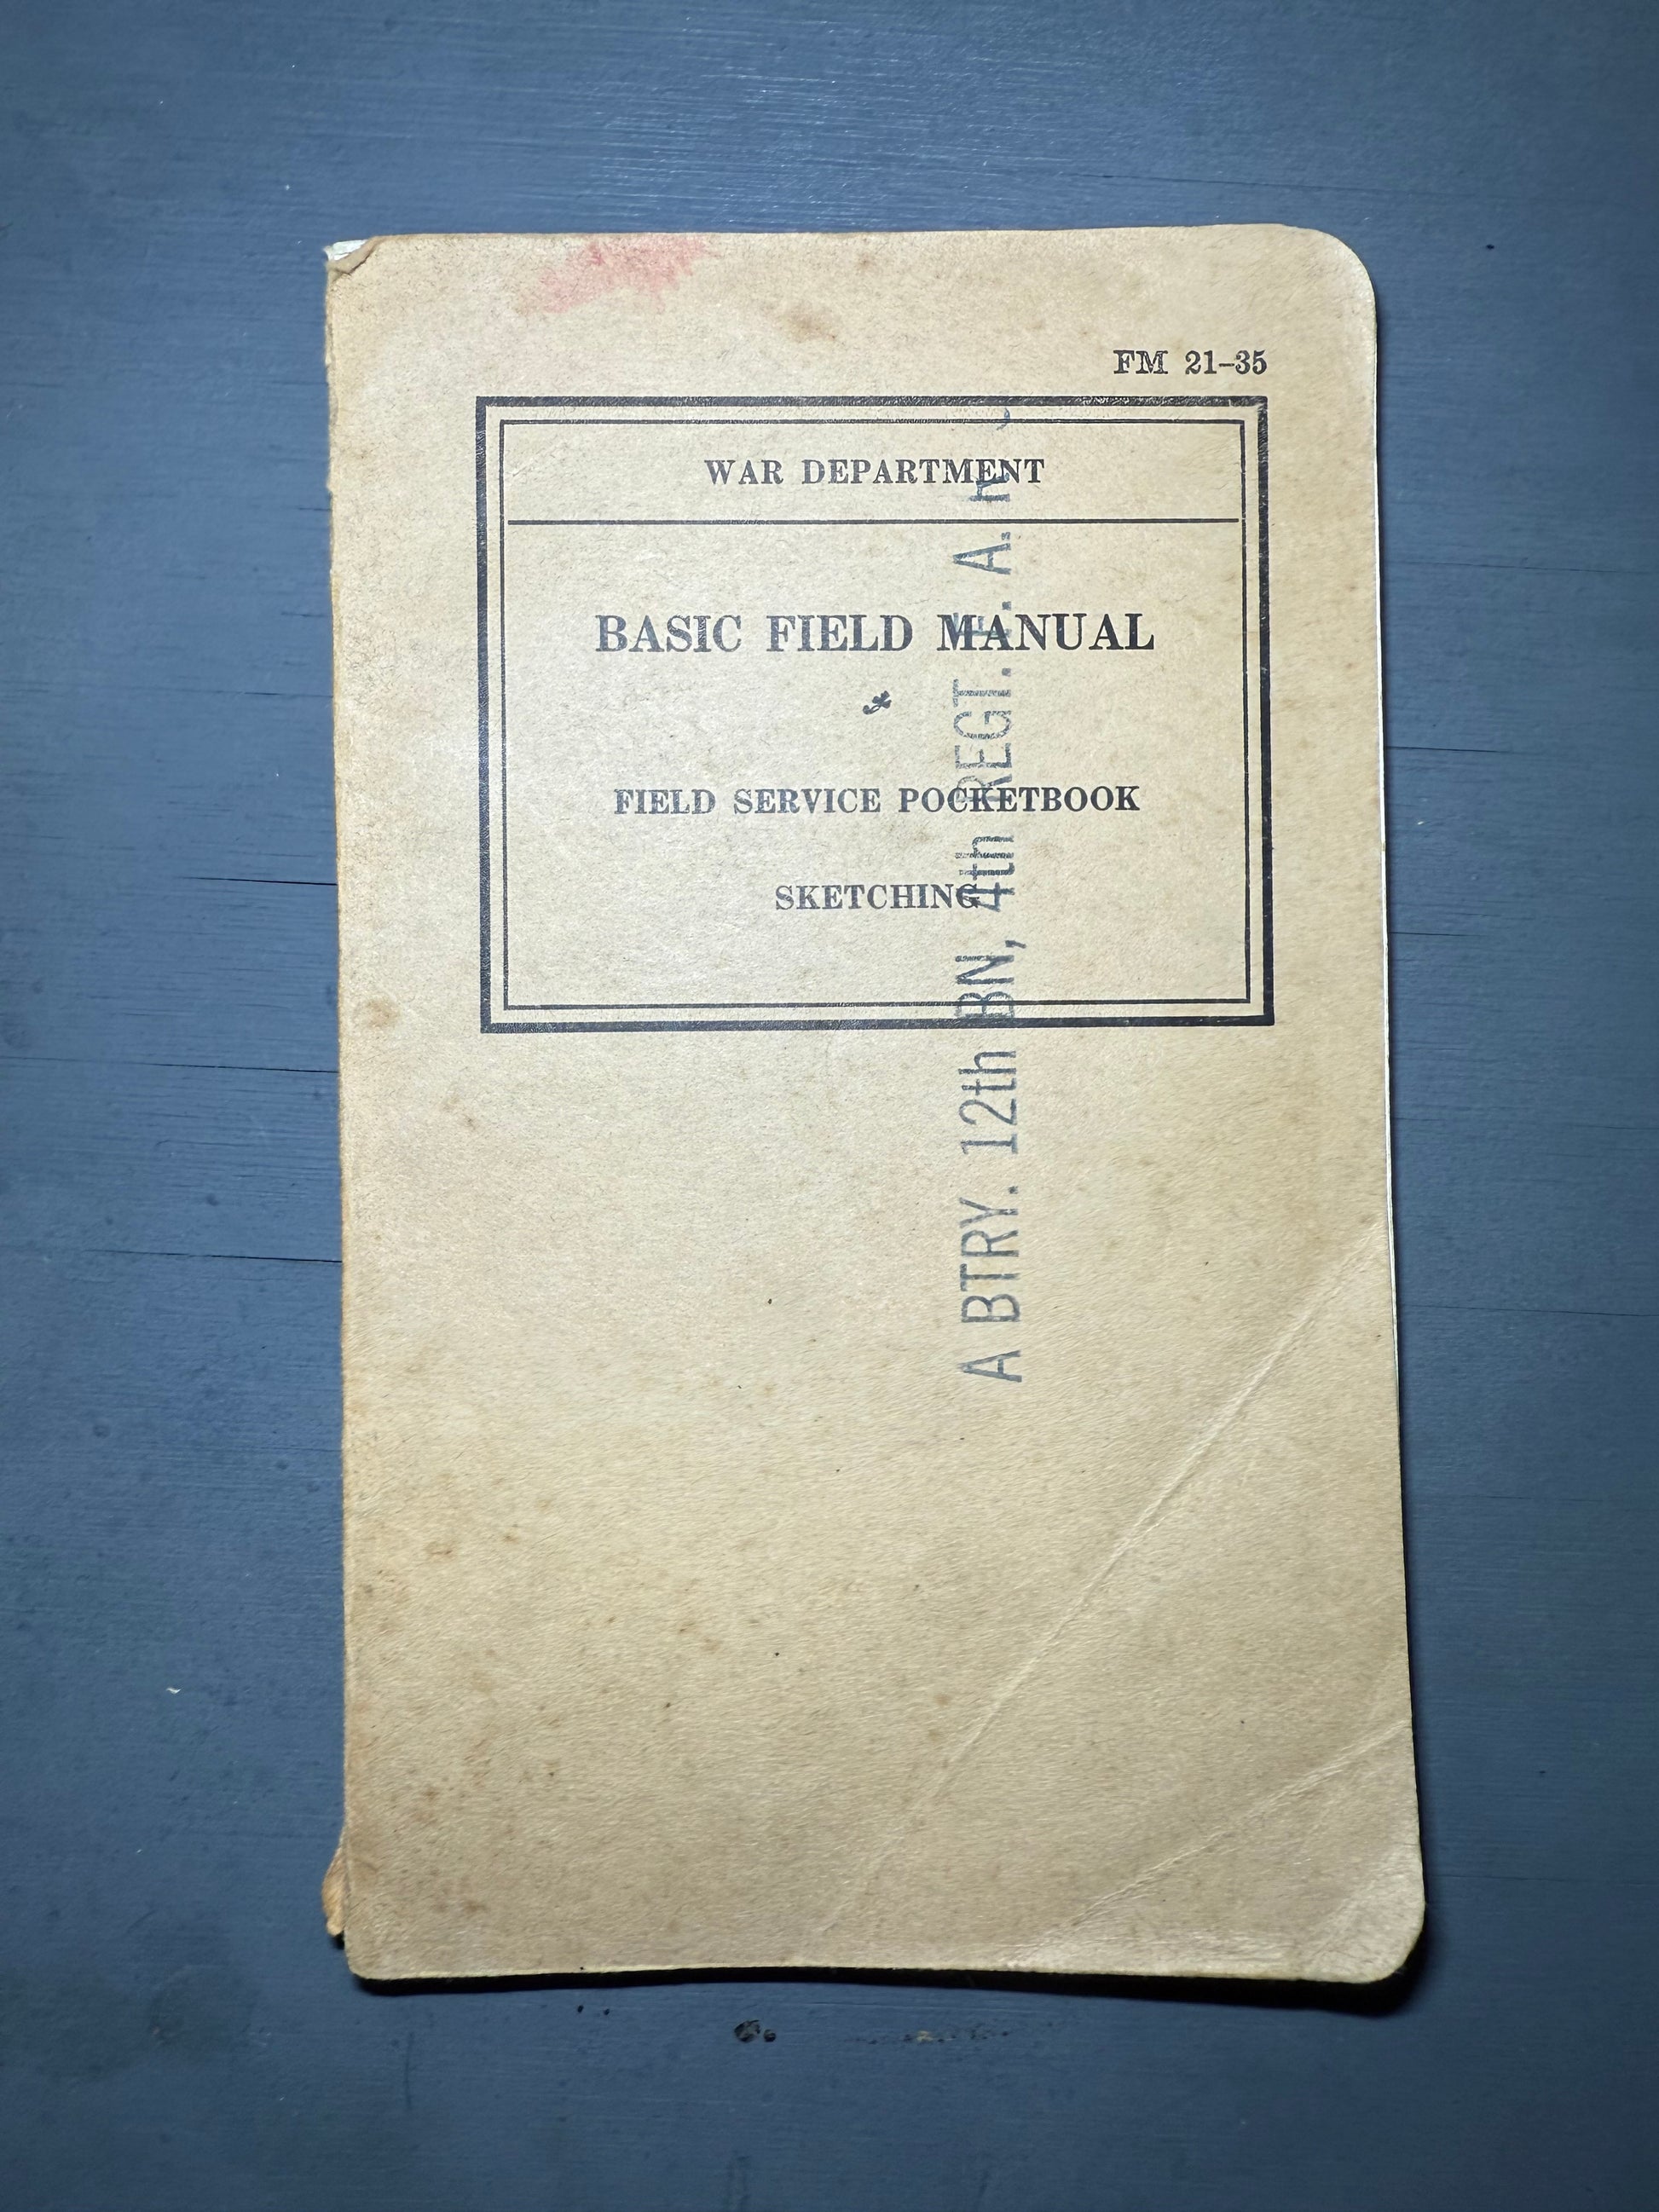 FM 21–35
WAR DEPARTMENT
BASIC FIELD MANUAL
FIELD SERVICE POCKETBOOK
SKETCHING
A BTRY. 12th BN, 4th REGT. F. A. R